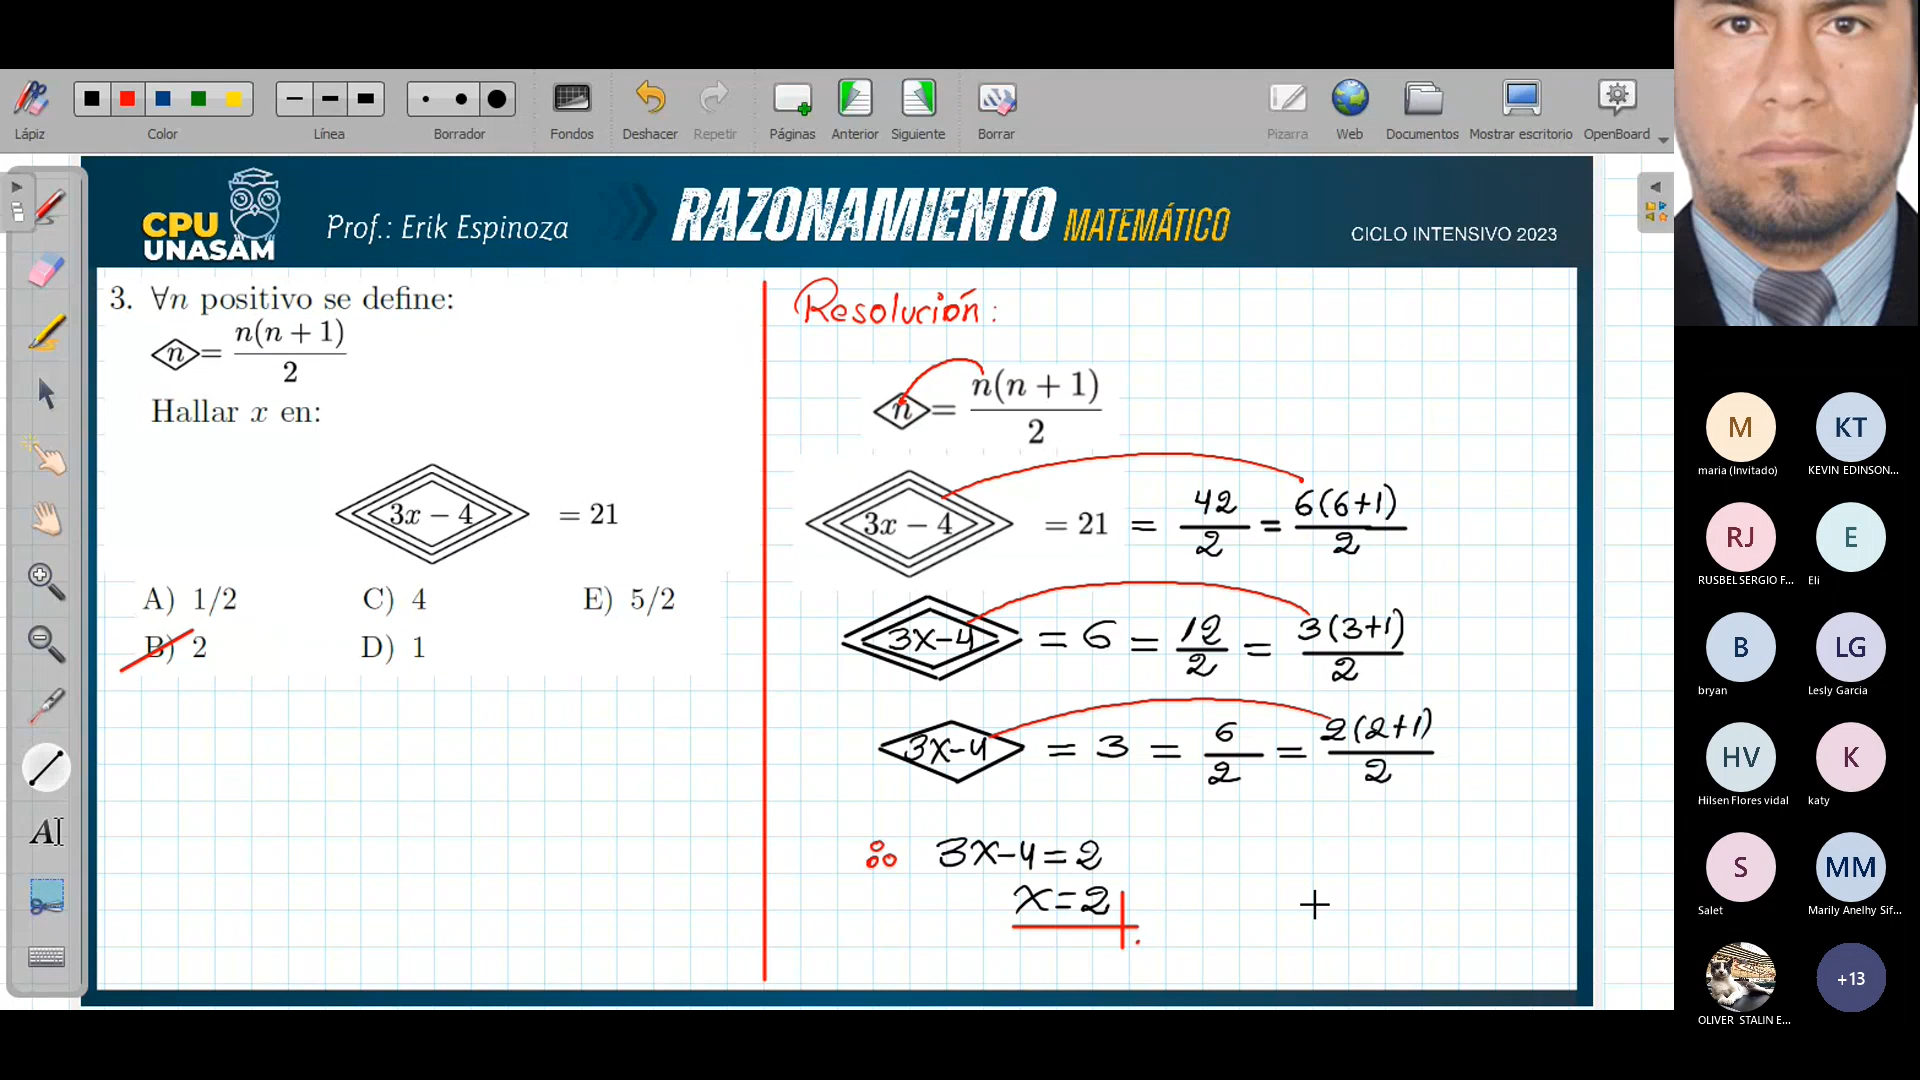 Lápiz
Color
Línea
Borrador
Fondos
Deshacer
Repetir
Páginas
Anterior
Siguiente
Borrar
Pizarra
Web
Documentos
Mostrar escritorio
OpenBoard
CPU
UNASAM
Prof.: Erik Espinoza
RAZONAMIENTO MATEMÁTICO
CICLO INTENSIVO 2023
3. ∀n positivo se define:
n = n(n + 1) / 2
Hallar x en:
3x − 4 = 21
A) 1/2 C) 4 E) 5/2
B) 2 D) 1
Resolución:
n = n(n + 1) / 2
3x − 4 = 21 = 42/2 = 6(6+1)/2
3x-4 = 6 = 12/2 = 3(3+1)/2
3x-4 = 3 = 6/2 = 2(2+1)/2
∴ 3x-4=2
x=2
AI
M
maria (Invitado)
KT
KEVIN EDINSON...
RJ
RUSBEL SERGIO F...
E
Eli
B
bryan
LG
Lesly Garcia
HV
Hilsen Flores vidal
K
katy
S
Salet
MM
Marily Anelhy Sif...
OLIVER STALIN E...
+13